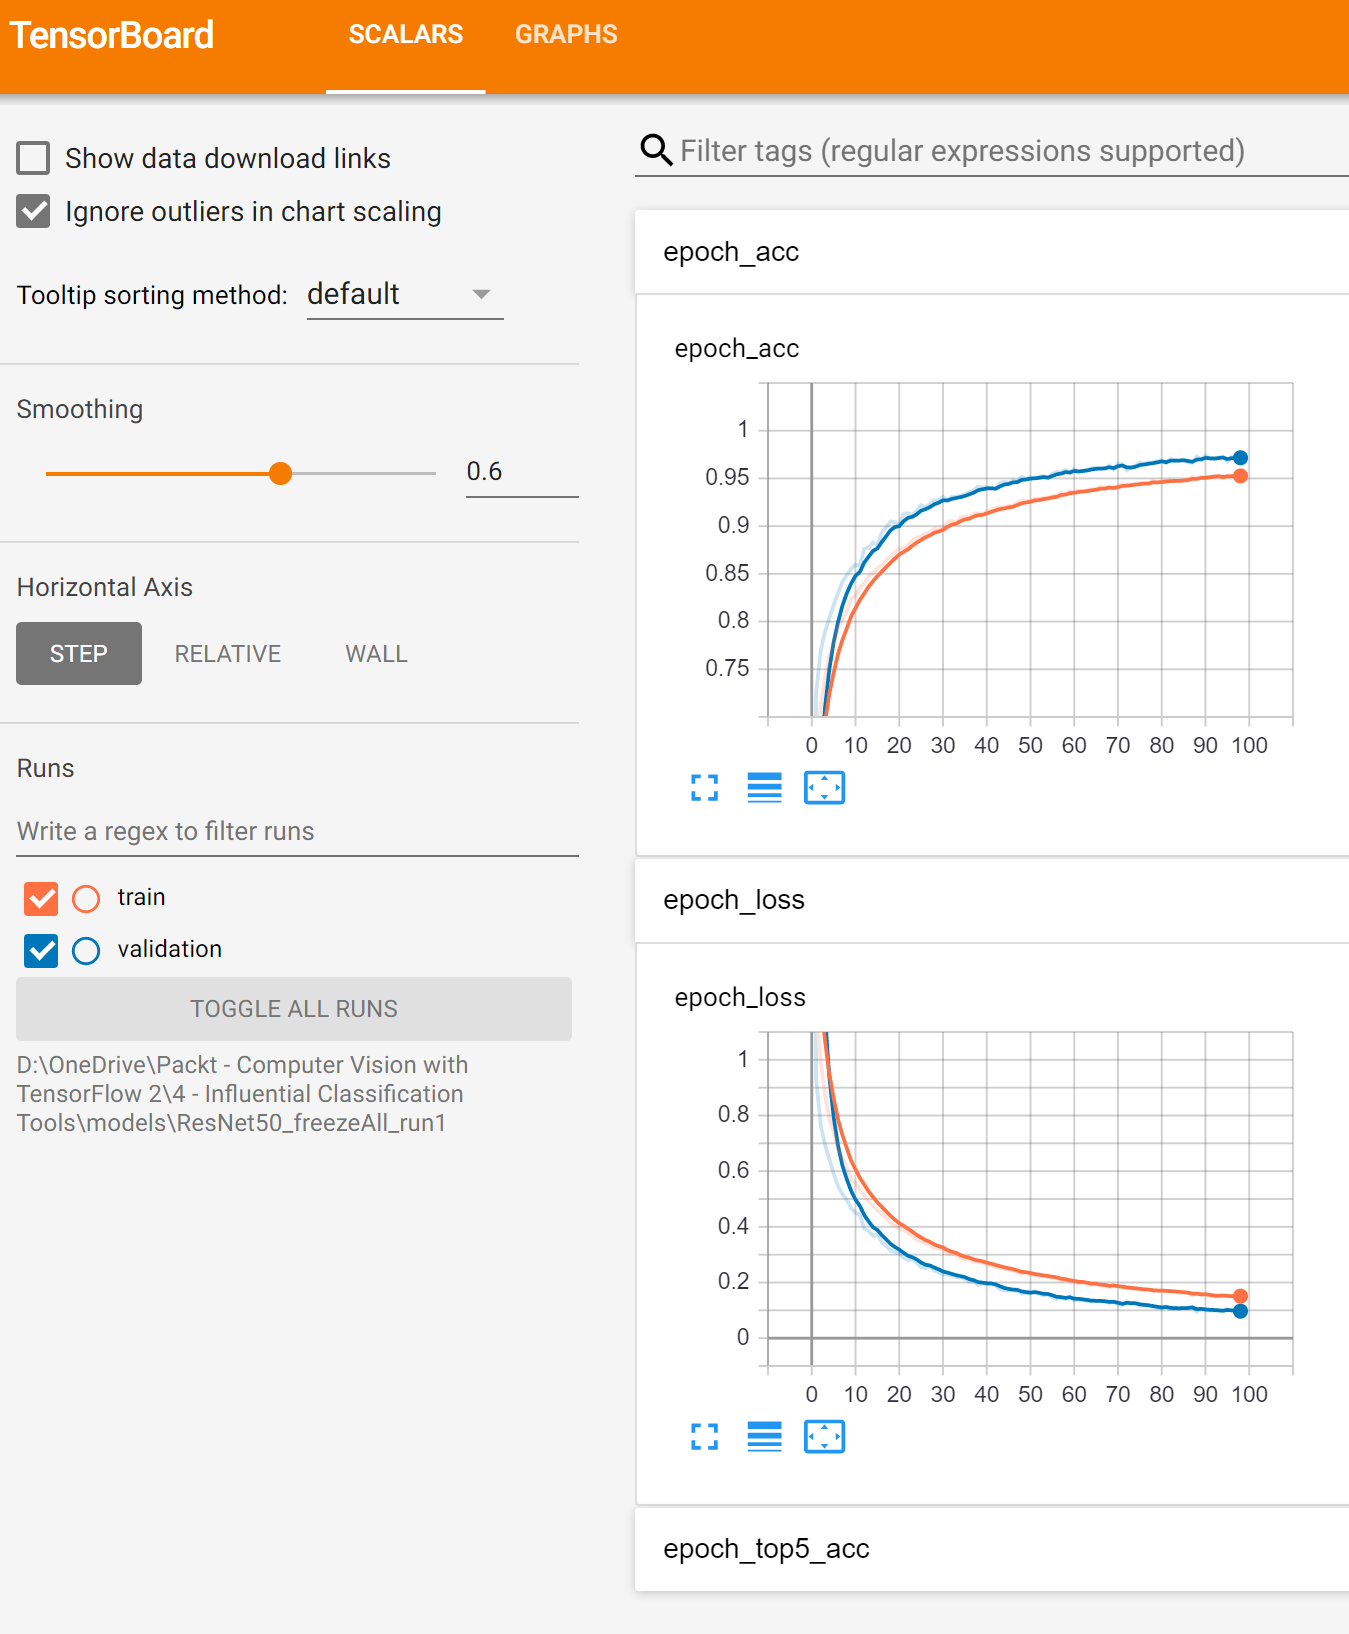 TensorBoard
SCALARS GRAPHS
Show data download links
Ignore outliers in chart scaling
Tooltip sorting method: default
Smoothing
0.6
Horizontal Axis
STEP RELATIVE WALL
Runs
Write a regex to filter runs
train
validation
TOGGLE ALL RUNS
D:\OneDrive\Packt - Computer Vision with
TensorFlow 2\4 - Influential Classification
Tools\models\ResNet50_freezeAll_run1
Filter tags (regular expressions supported)
epoch_acc
epoch_acc
1
0.95
0.9
0.85
0.8
0.75
0 10 20 30 40 50 60 70 80 90 100
epoch_loss
epoch_loss
1
0.8
0.6
0.4
0.2
0
0 10 20 30 40 50 60 70 80 90 100
epoch_top5_acc